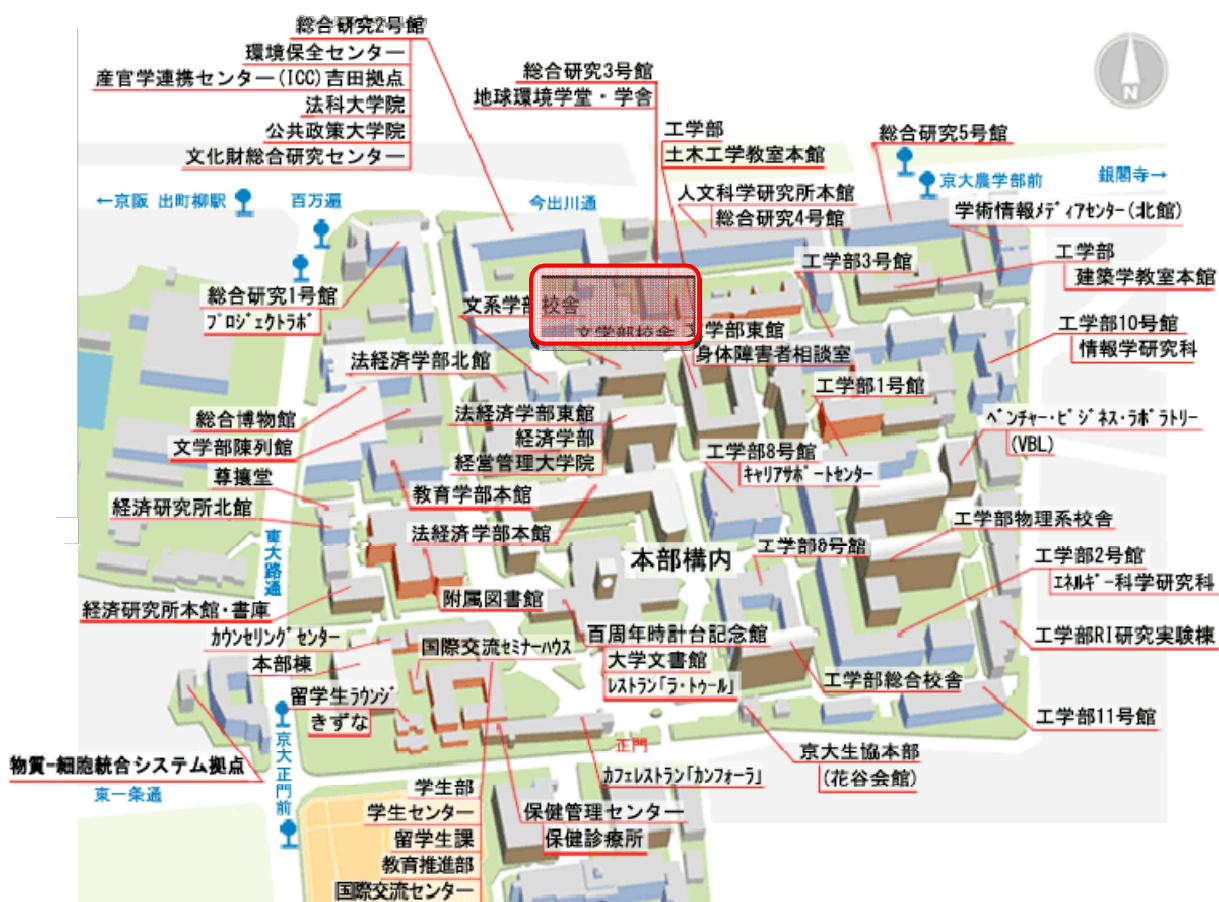 総合研究2号館
環境保全センター
産官学連携センター(ICC)吉田拠点
法科大学院
公共政策大学院
文化財総合研究センター
総合研究3号館
地球環境学堂・学舎
工学部
土木工学教室本館
総合研究5号館
N
←京阪 出町柳駅
百万遍
今出川通
人文科学研究所本館
総合研究4号館
京大農学部前
銀閣寺→
学術情報メディアセンター(北館)
工学部3号館
工学部
建築学教室本館
総合研究1号館
プロジェクトラボ
文系学部校舎
文学部校舎
文学部東館
身体障害者相談室
工学部10号館
情報学研究科
法経済学部北館
工学部1号館
総合博物館
文学部陳列館
法経済学部東館
経済学部
経営管理大学院
ベンチャー・ビジネス・ラボラトリー
(VBL)
工学部8号館
キャリアサポートセンター
尊攘堂
教育学部本館
経済研究所北館
法経済学部本館
工学部物理系校舎
東大路通
本部構内
工学部8号館
工学部2号館
エネルギー科学研究科
経済研究所本館・書庫
附属図書館
カウンセリングセンター
百周年時計台記念館
大学文書館
レストラン「ラ・トゥール」
工学部RI研究実験棟
国際交流セミナーハウス
本部棟
工学部総合校舎
留学生ラウンジ
きずな
工学部11号館
京大正門前
正門
京大生協本部
(花谷会館)
物質-細胞統合システム拠点
東一条通
カフェレストラン「カンフォーラ」
学生部
学生センター
留学生課
教育推進部
国際交流センター
保健管理センター
保健診療所